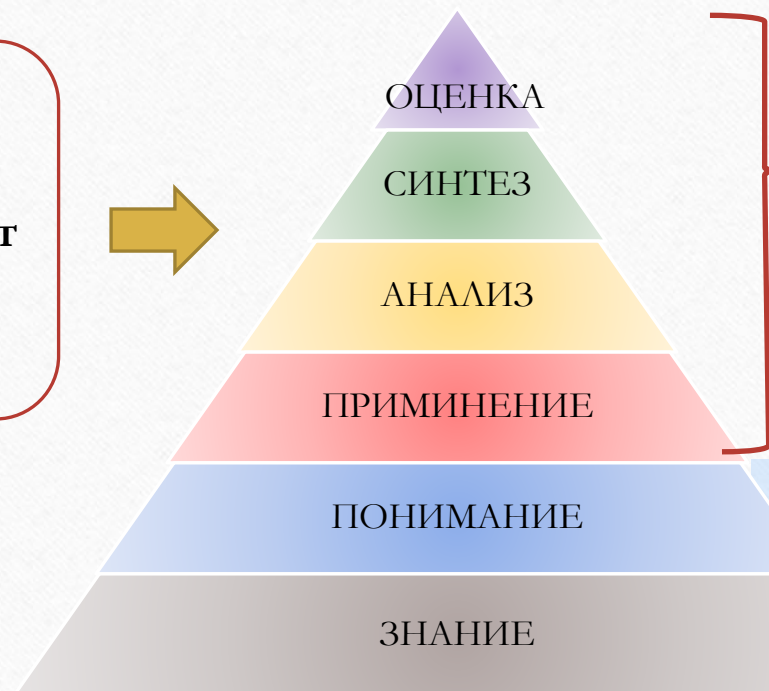 ОЦЕНКА
СИНТЕЗ
т
АНАЛИЗ
ПРИМИНЕНИЕ
ПОНИМАНИЕ
ЗНАНИЕ